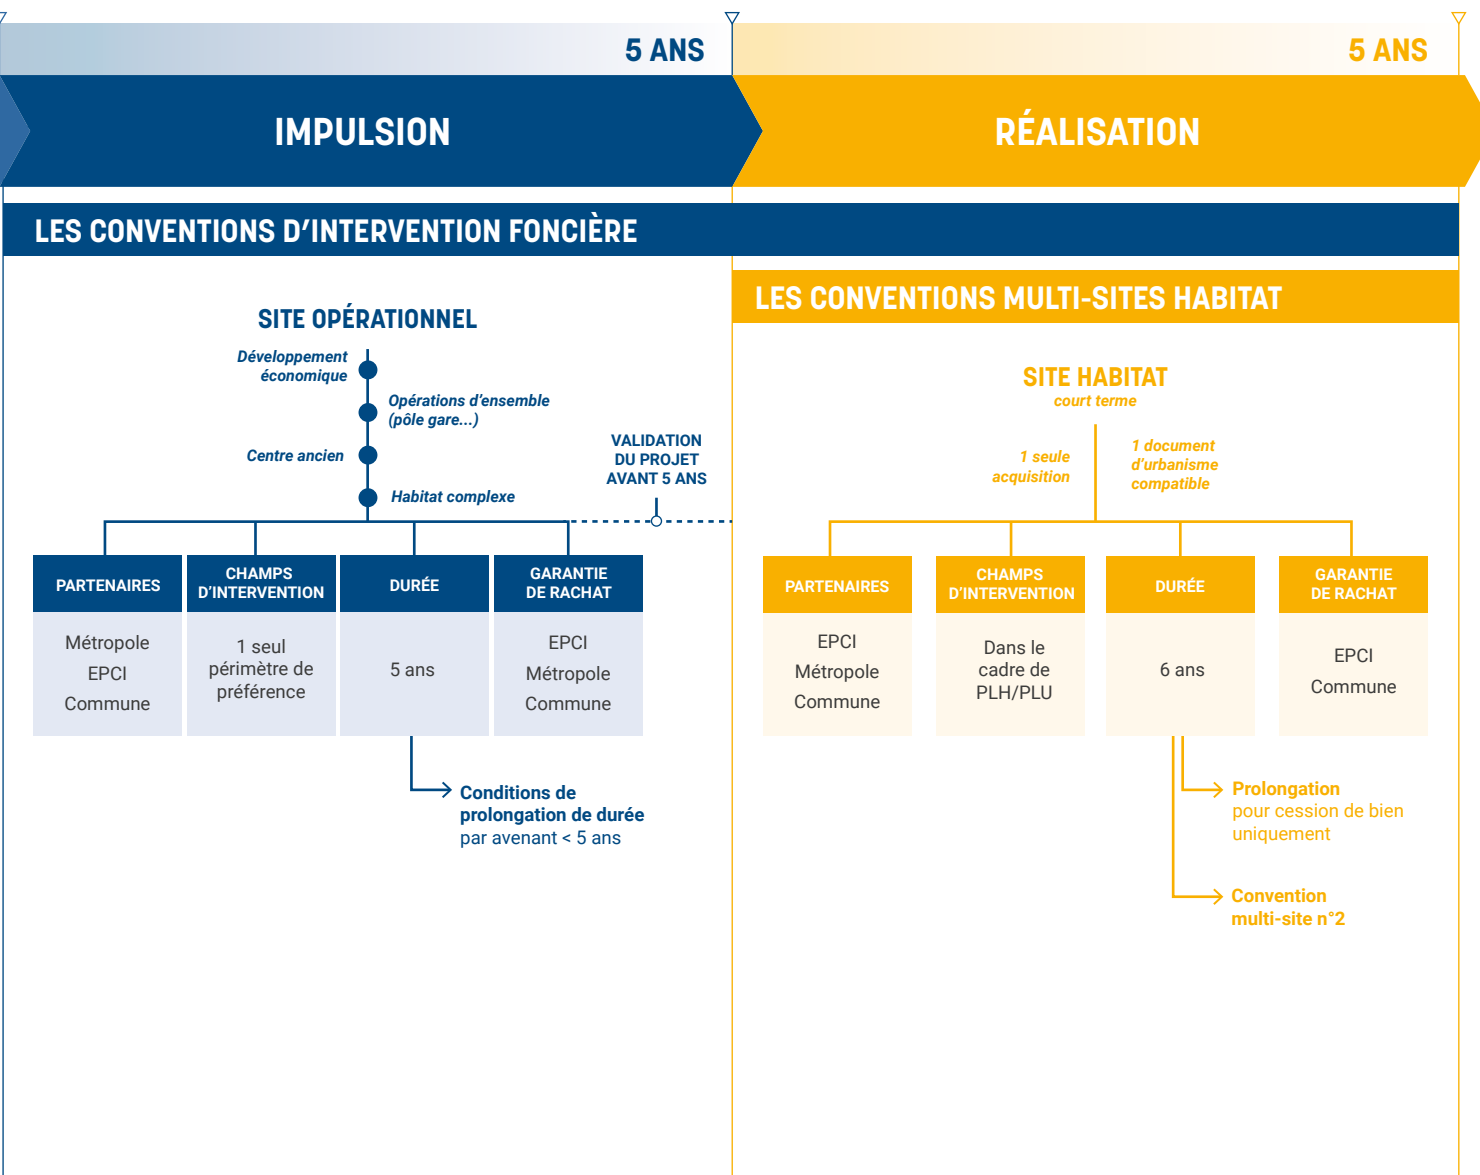 5 ANS
5 ANS
IMPULSION
RÉALISATION
LES CONVENTIONS D'INTERVENTION FONCIÈRE
SITE OPÉRATIONNEL
Développement
économique
Opérations d'ensemble
(pôle gare...)
Centre ancien
Habitat complexe
VALIDATION
DU PROJET
AVANT 5 ANS
PARTENAIRES
Métropole
EPCI
Commune
CHAMPS
D'INTERVENTION
1 seul
périmètre de
préférence
DURÉE
5 ans
GARANTIE
DE RACHAT
EPCI
Métropole
Commune
Conditions de
prolongation de durée
par avenant < 5 ans
LES CONVENTIONS MULTI-SITES HABITAT
SITE HABITAT
court terme
1 seule
acquisition
1 document
d'urbanisme
compatible
PARTENAIRES
EPCI
Métropole
Commune
CHAMPS
D'INTERVENTION
Dans le
cadre de
PLH/PLU
DURÉE
6 ans
GARANTIE
DE RACHAT
EPCI
Commune
Prolongation
pour cession de bien
uniquement
Convention
multi-site n°2